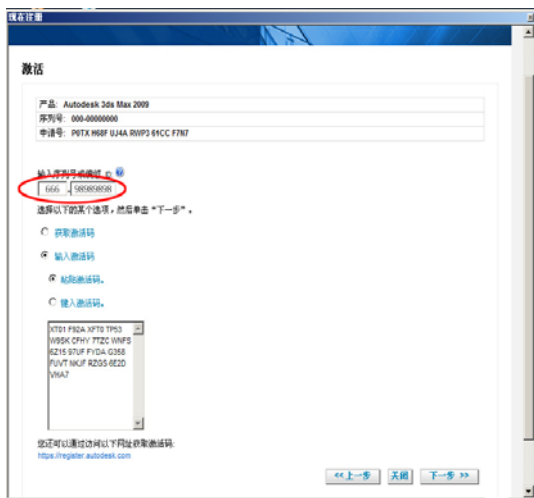 现在注册
激活
产品: Autodesk 3ds Max 2009
序列号: 000-00000000
申请号: P0TX H68F UJ4A RWP3 61CC F7N7
输入序列号或编组 ID
666 - 98989898
选择以下的某个选项，然后单击“下一步”。
获取激活码
输入激活码
粘贴激活码。
键入激活码。
XT01 F92A XFT0 TP53
W9SK CFHY 7TZC WNFS
6Z15 97UF FYDA G358
FUVT NKJF RZGS 6E2D
VHA7
您还可以通过访问以下网址获取激活码:
https://register.autodesk.com
<<上一步 关闭 下一步 >>